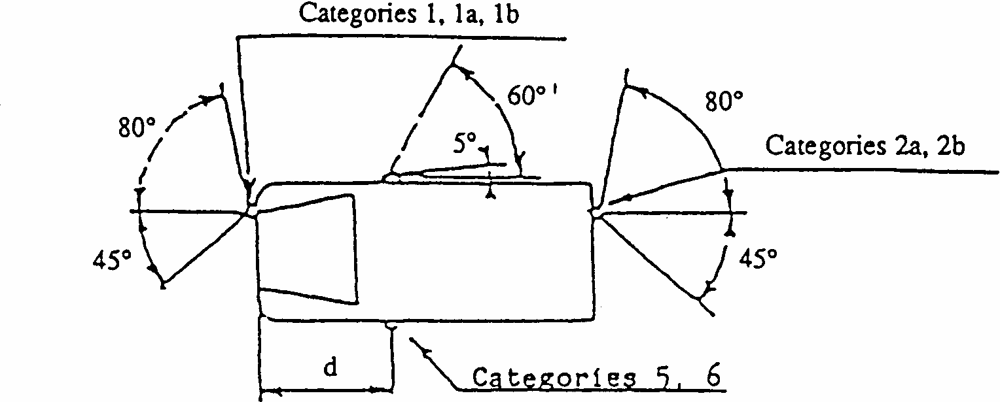 Categories 1, 1a, 1b
60° '
80°
80°
5°
Categories 2a, 2b
45°
45°
d
Categories 5, 6